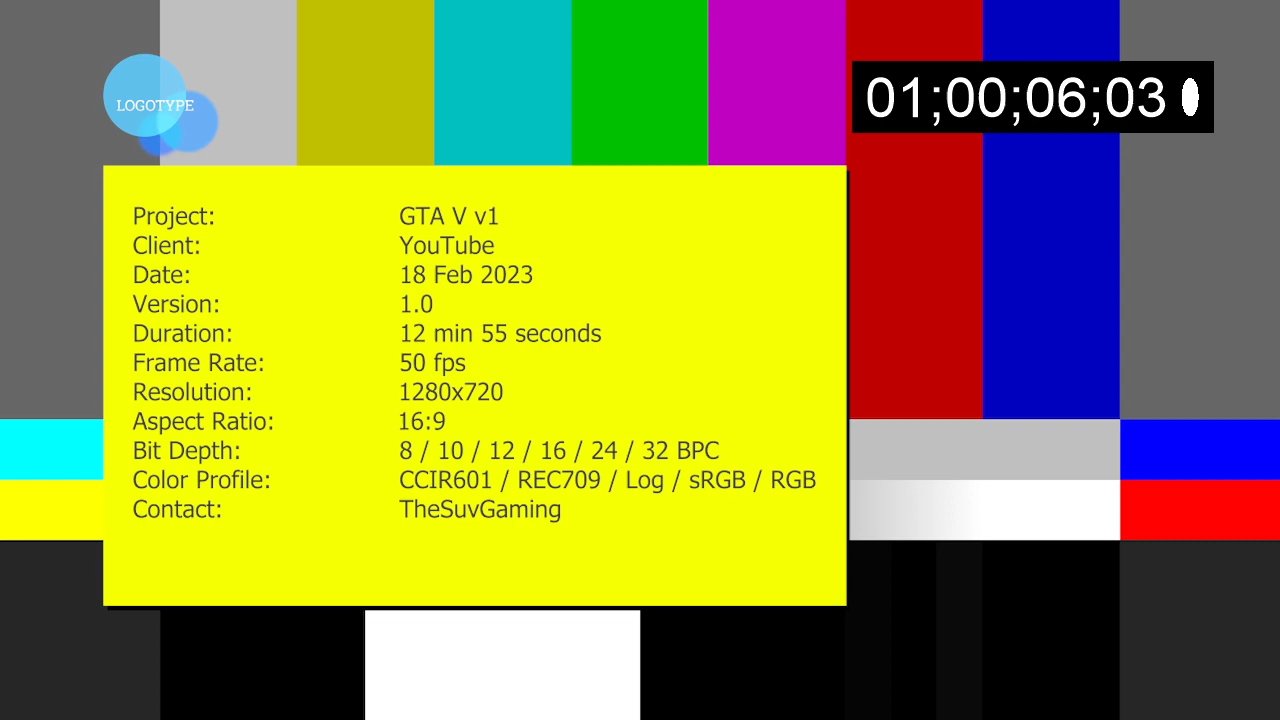 LOGOTYPE
01;00;06;03
Project: GTA V v1
Client: YouTube
Date: 18 Feb 2023
Version: 1.0
Duration: 12 min 55 seconds
Frame Rate: 50 fps
Resolution: 1280x720
Aspect Ratio: 16:9
Bit Depth: 8 / 10 / 12 / 16 / 24 / 32 BPC
Color Profile: CCIR601 / REC709 / Log / sRGB / RGB
Contact: TheSuvGaming